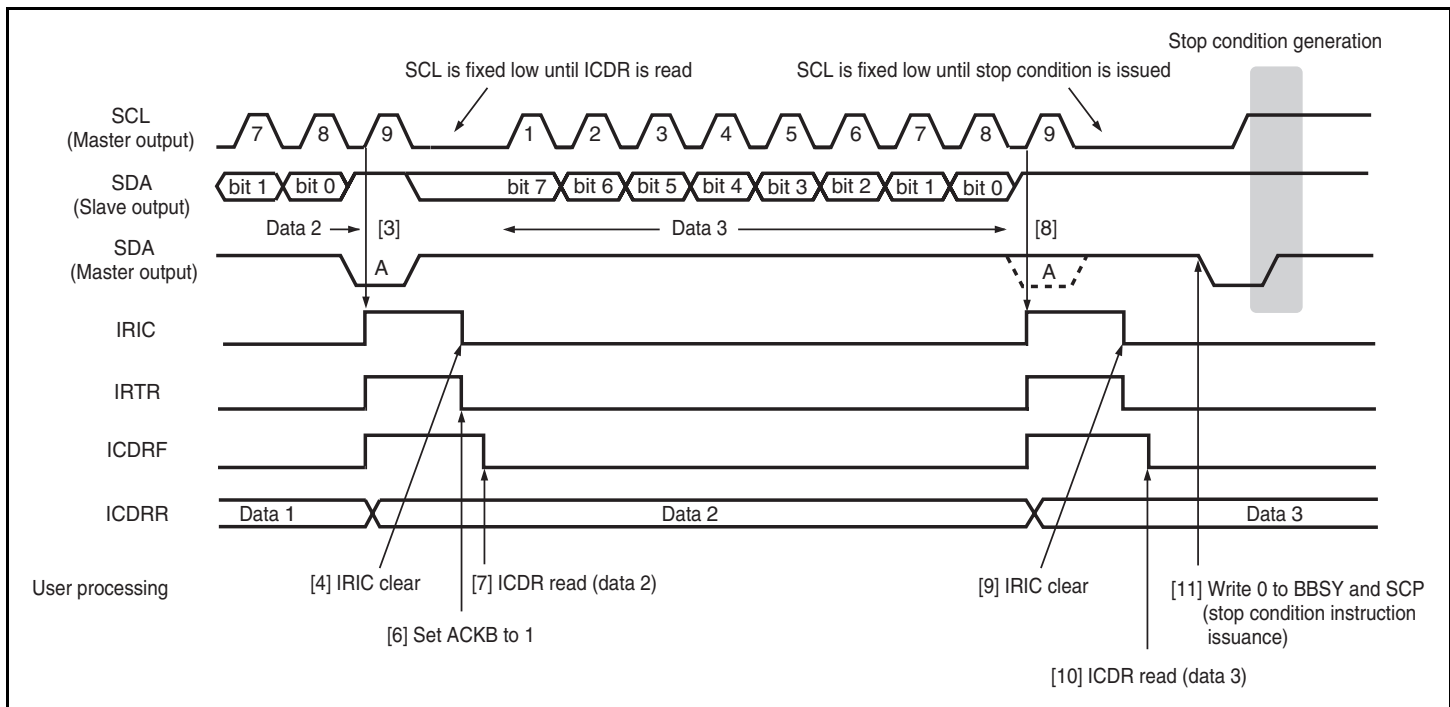 Stop condition generation
SCL is fixed low until ICDR is read
SCL is fixed low until stop condition is issued
SCL
(Master output)
7 8 9 1 2 3 4 5 6 7 8 9
SDA
(Slave output)
bit 1 bit 0 bit 7 bit 6 bit 5 bit 4 bit 3 bit 2 bit 1 bit 0
Data 2 [3] Data 3 [8]
SDA
(Master output)
A A
IRIC
IRTR
ICDRF
ICDRR
Data 1 Data 2 Data 3
User processing
[4] IRIC clear
[7] ICDR read (data 2)
[9] IRIC clear
[11] Write 0 to BBSY and SCP
(stop condition instruction
issuance)
[6] Set ACKB to 1
[10] ICDR read (data 3)